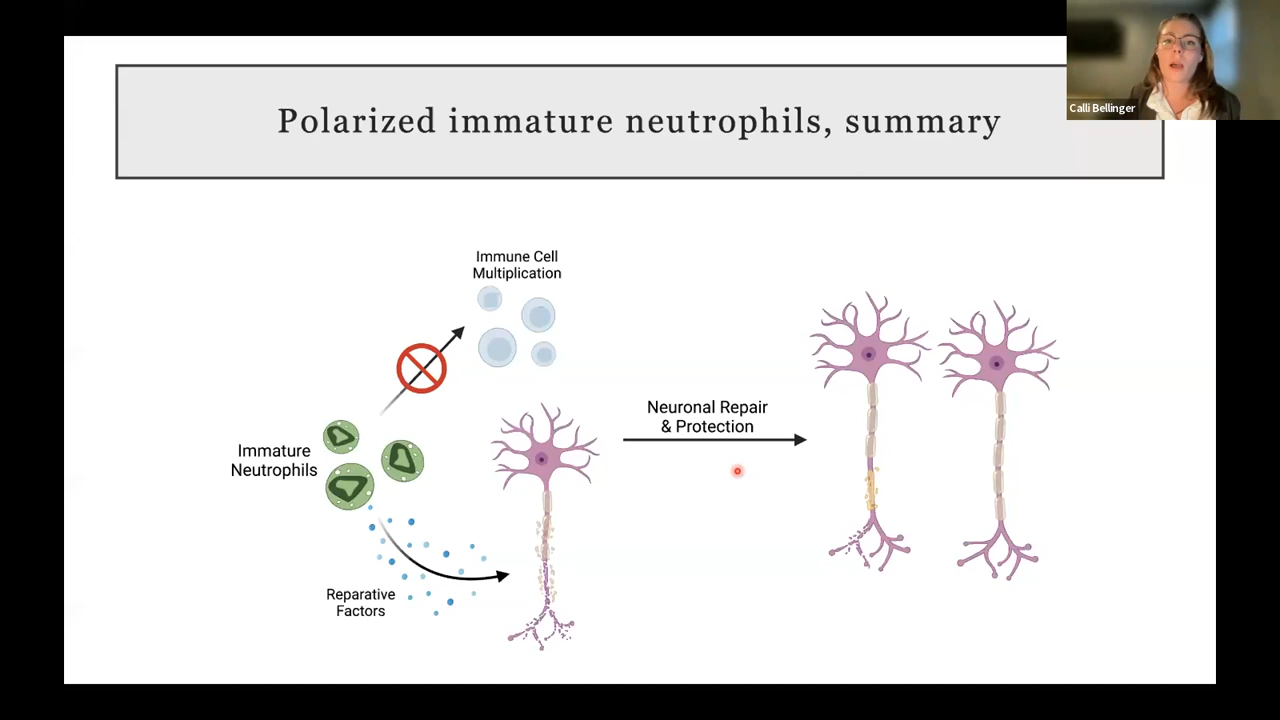 Calli Bellinger
Polarized immature neutrophils, summary
Immune Cell
Multiplication
Immature
Neutrophils
Reparative
Factors
Neuronal Repair
& Protection